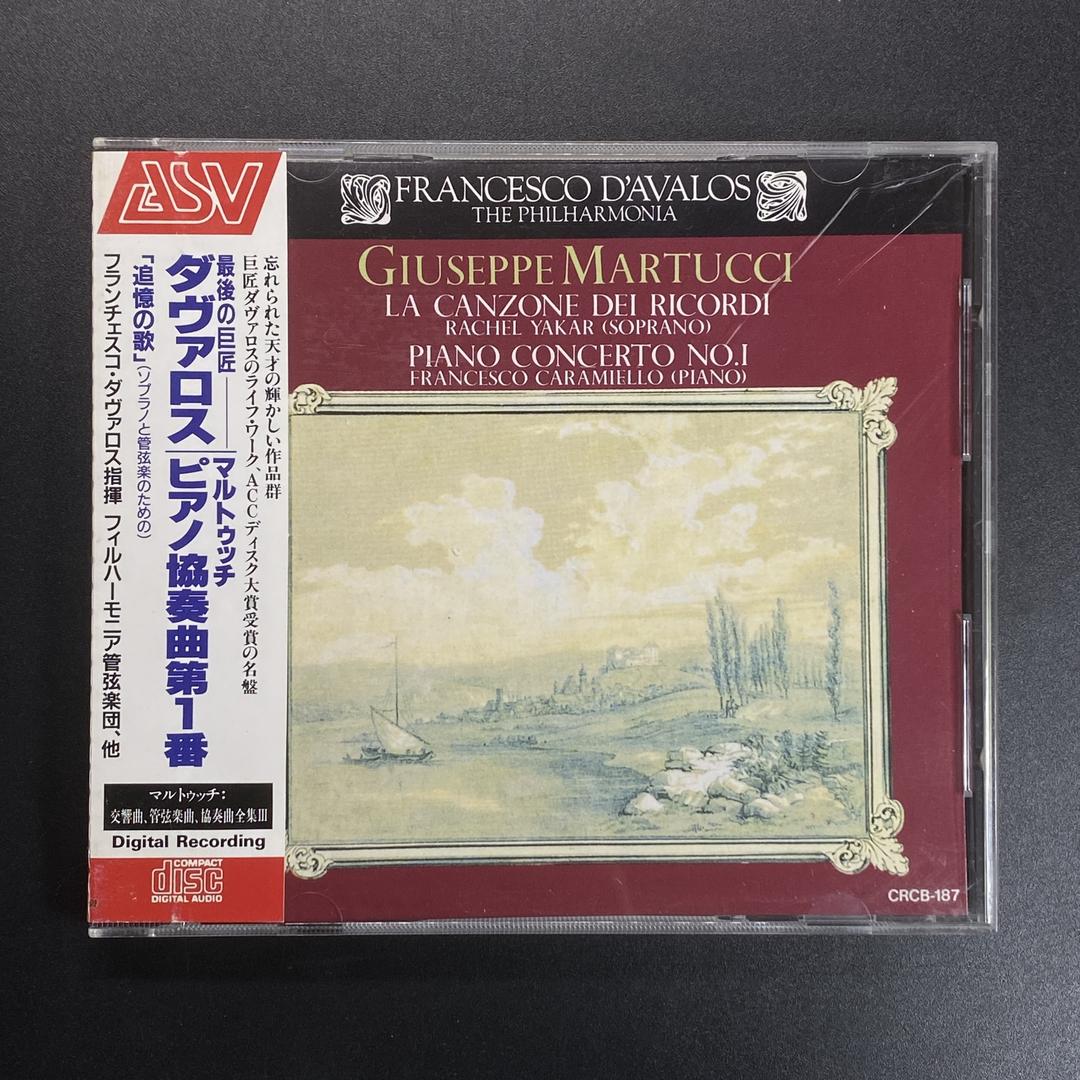 ASV
忘れられた天才の輝かしい作品群
巨匠ダヴァロスのライフ・ワーク、ACCディスク大賞受賞の名盤
最後の巨匠――マルトゥッチ
ダヴァロス|ピアノ協奏曲第1番
「追憶の歌」(ソプラノと管弦楽のための)
フランチェスコ・ダヴァロス指揮 フィルハーモニア管弦楽団、他
マルトゥッチ:
交響曲、管弦楽曲、協奏曲全集III
Digital Recording
COMPACT
disc
DIGITAL AUDIO
FRANCESCO D'AVALOS
THE PHILHARMONIA
GIUSEPPE MARTUCCI
LA CANZONE DEI RICORDI
RACHEL YAKAR (SOPRANO)
PIANO CONCERTO NO.1
FRANCESCO CARAMIELLO (PIANO)
CRCB-187